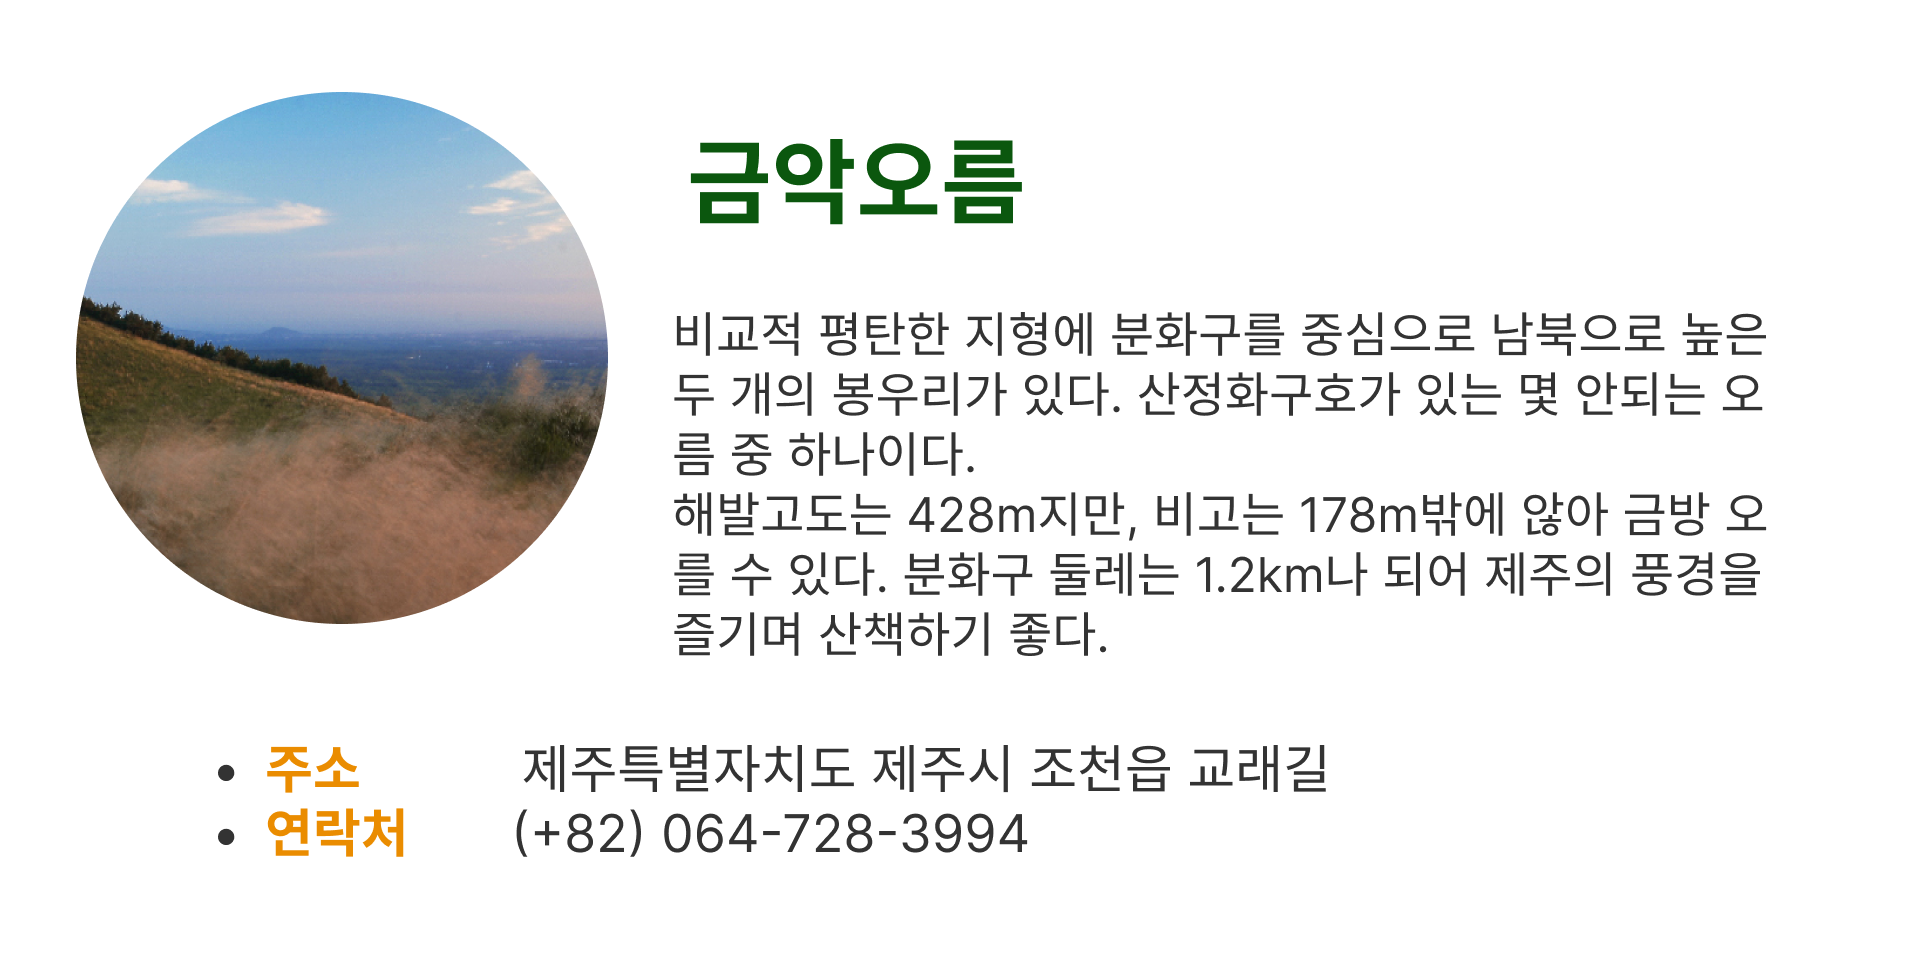 금악오름
비교적 평탄한 지형에 분화구를 중심으로 남북으로 높은
두 개의 봉우리가 있다. 산정화구호가 있는 몇 안되는 오
름 중 하나이다.
해발고도는 428m지만, 비고는 178m밖에 않아 금방 오
를 수 있다. 분화구 둘레는 1.2km나 되어 제주의 풍경을
즐기며 산책하기 좋다.
• 주소 제주특별자치도 제주시 조천읍 교래길
• 연락처 (+82) 064-728-3994